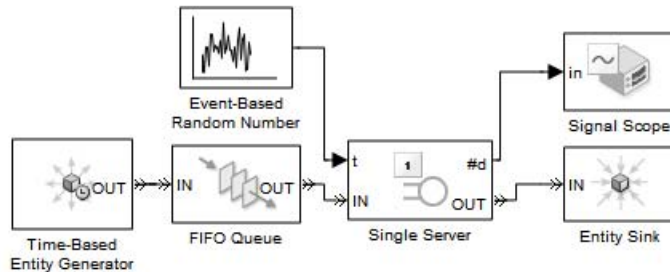 Event-Based
Random Number
in
Signal Scope
OUT
Time-Based
Entity Generator
IN
OUT
FIFO Queue
t
1
#d
IN
OUT
Single Server
IN
Entity Sink